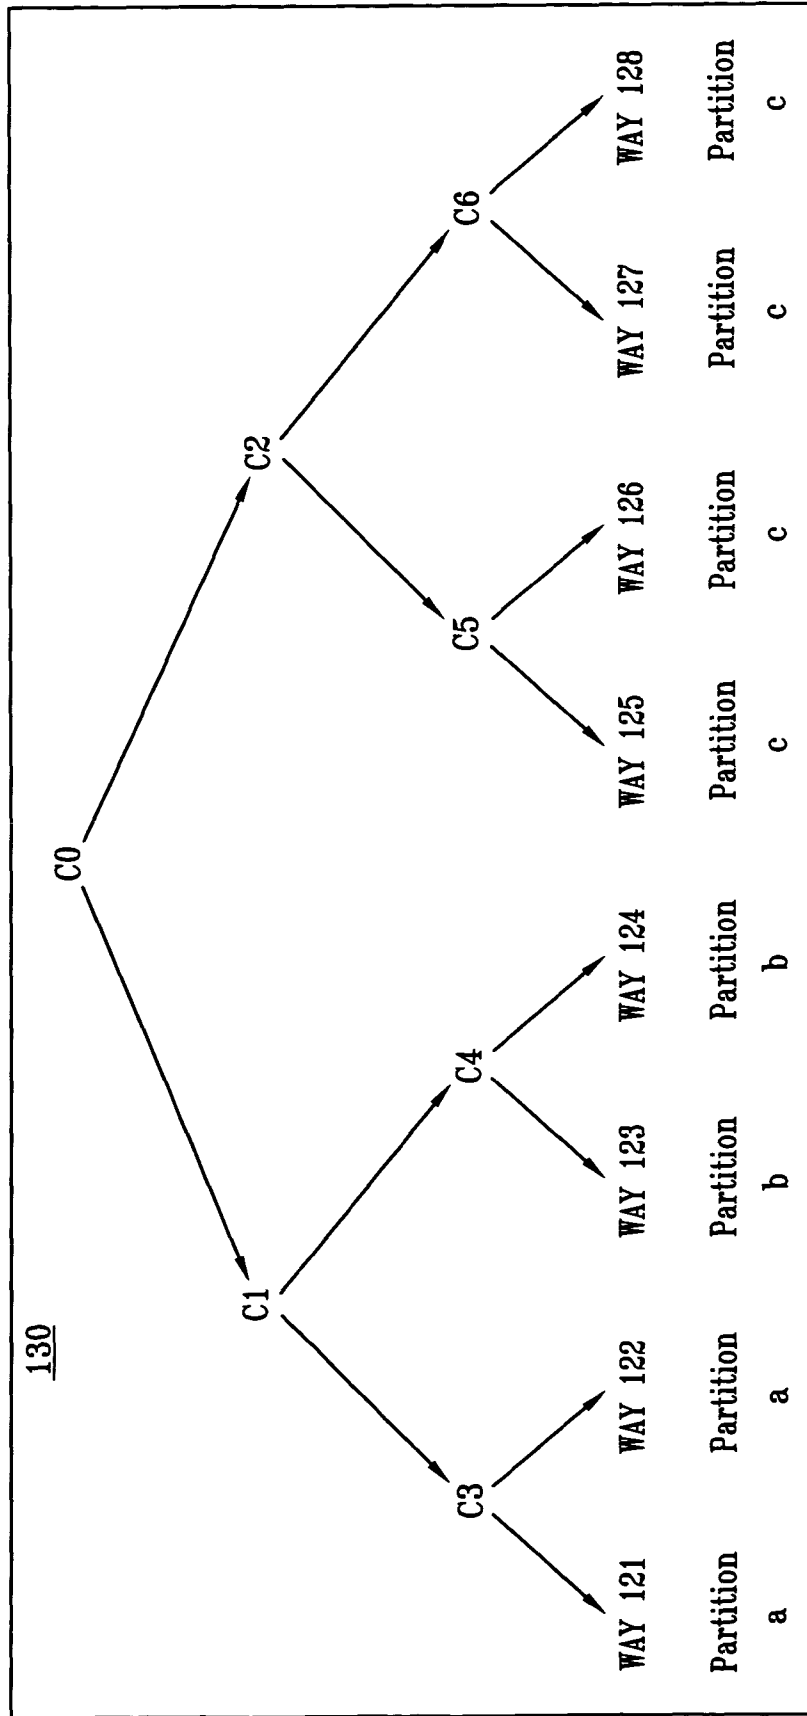 130
C0
C1 C2
C3 C4 C5 C6
WAY 121 WAY 122 WAY 123 WAY 124 WAY 125 WAY 126 WAY 127 WAY 128
Partition Partition Partition Partition Partition Partition Partition Partition
a a b b c c c c